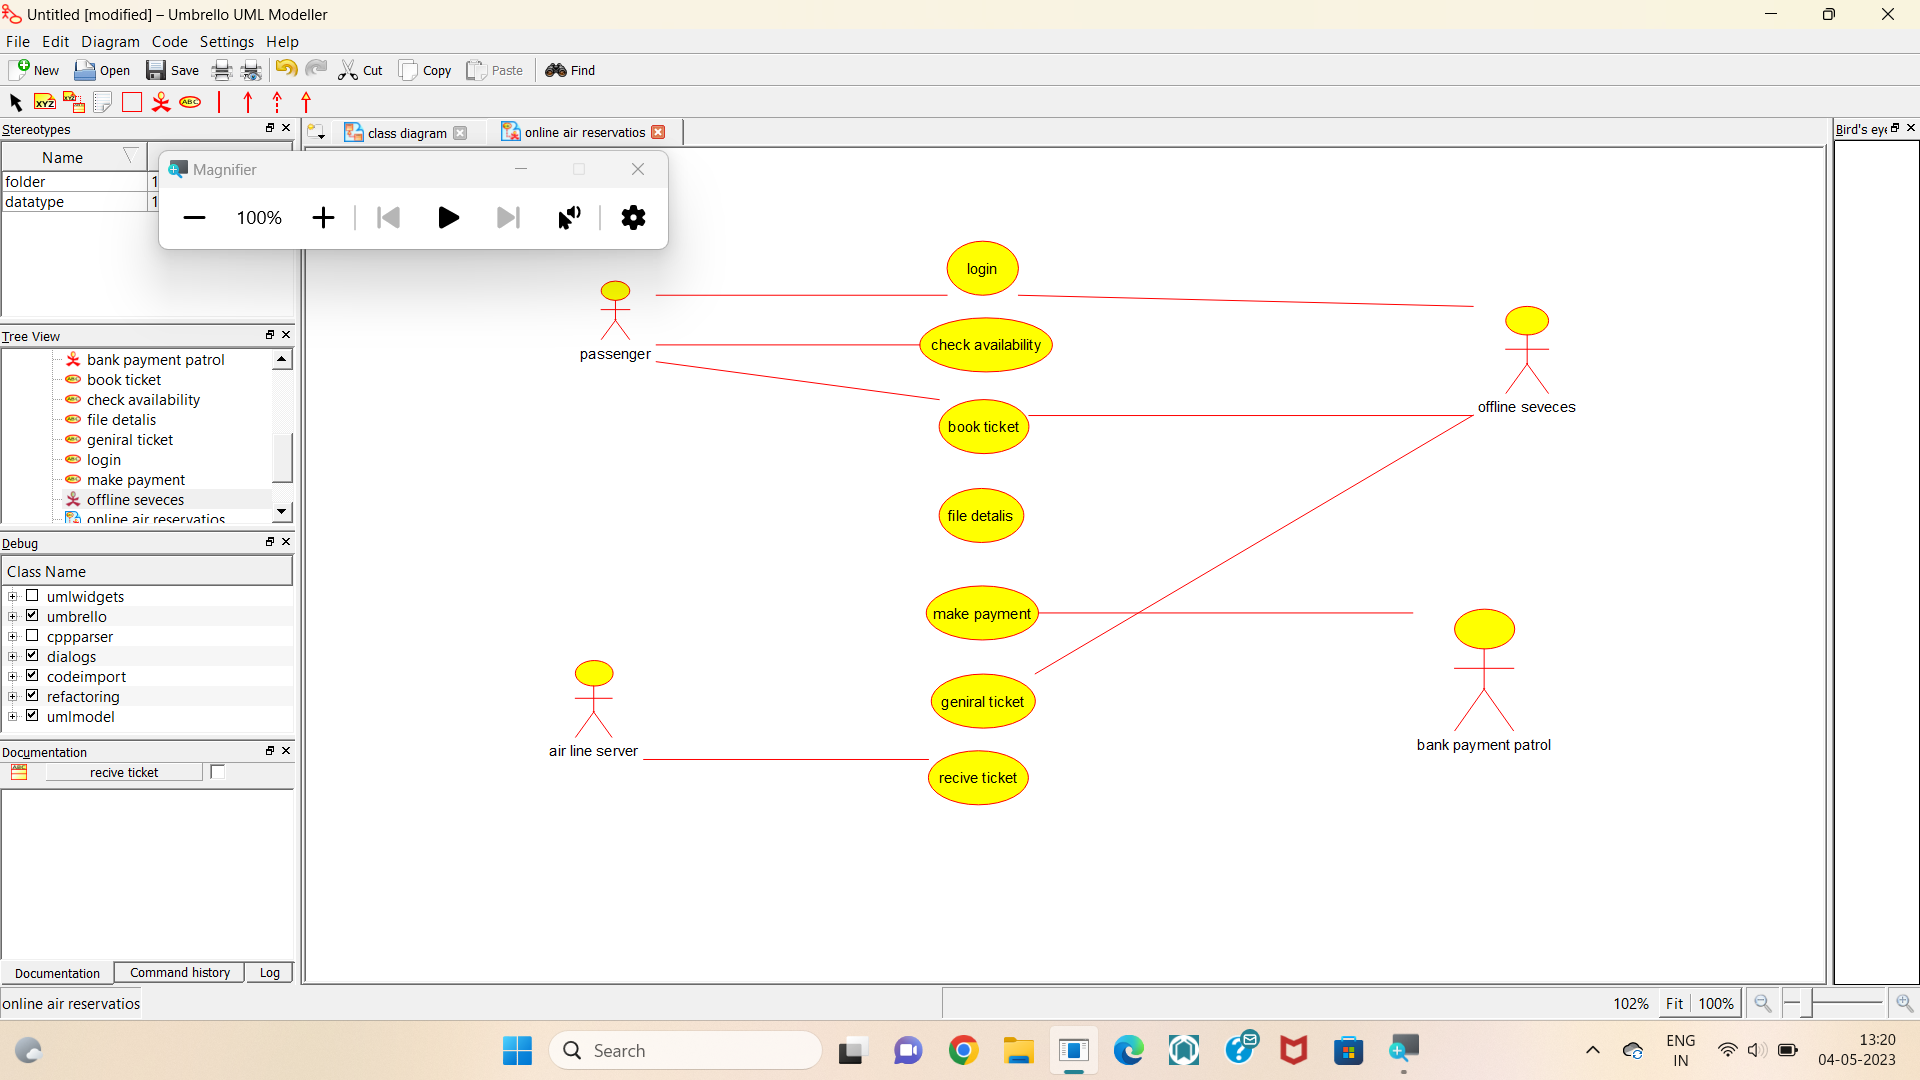 Untitled [modified] – Umbrello UML Modeller
File Edit Diagram Code Settings Help
New Open Save Cut Copy Paste Find
XYZ XYZ ABC
Stereotypes
Name
folder 1
datatype 1
class diagram online air reservatios
Bird's eye
Magnifier
100%
login
passenger
check availability
offline seveces
book ticket
file detalis
make payment
geniral ticket
air line server
bank payment patrol
recive ticket
Tree View
bank payment patrol
book ticket
check availability
file detalis
geniral ticket
login
make payment
offline seveces
online air reservatios
Debug
Class Name
umlwidgets
umbrello
cppparser
dialogs
codeimport
refactoring
umlmodel
Documentation
recive ticket
Documentation Command history Log
online air reservatios
102% Fit 100%
Search
ENG
IN
13:20
04-05-2023